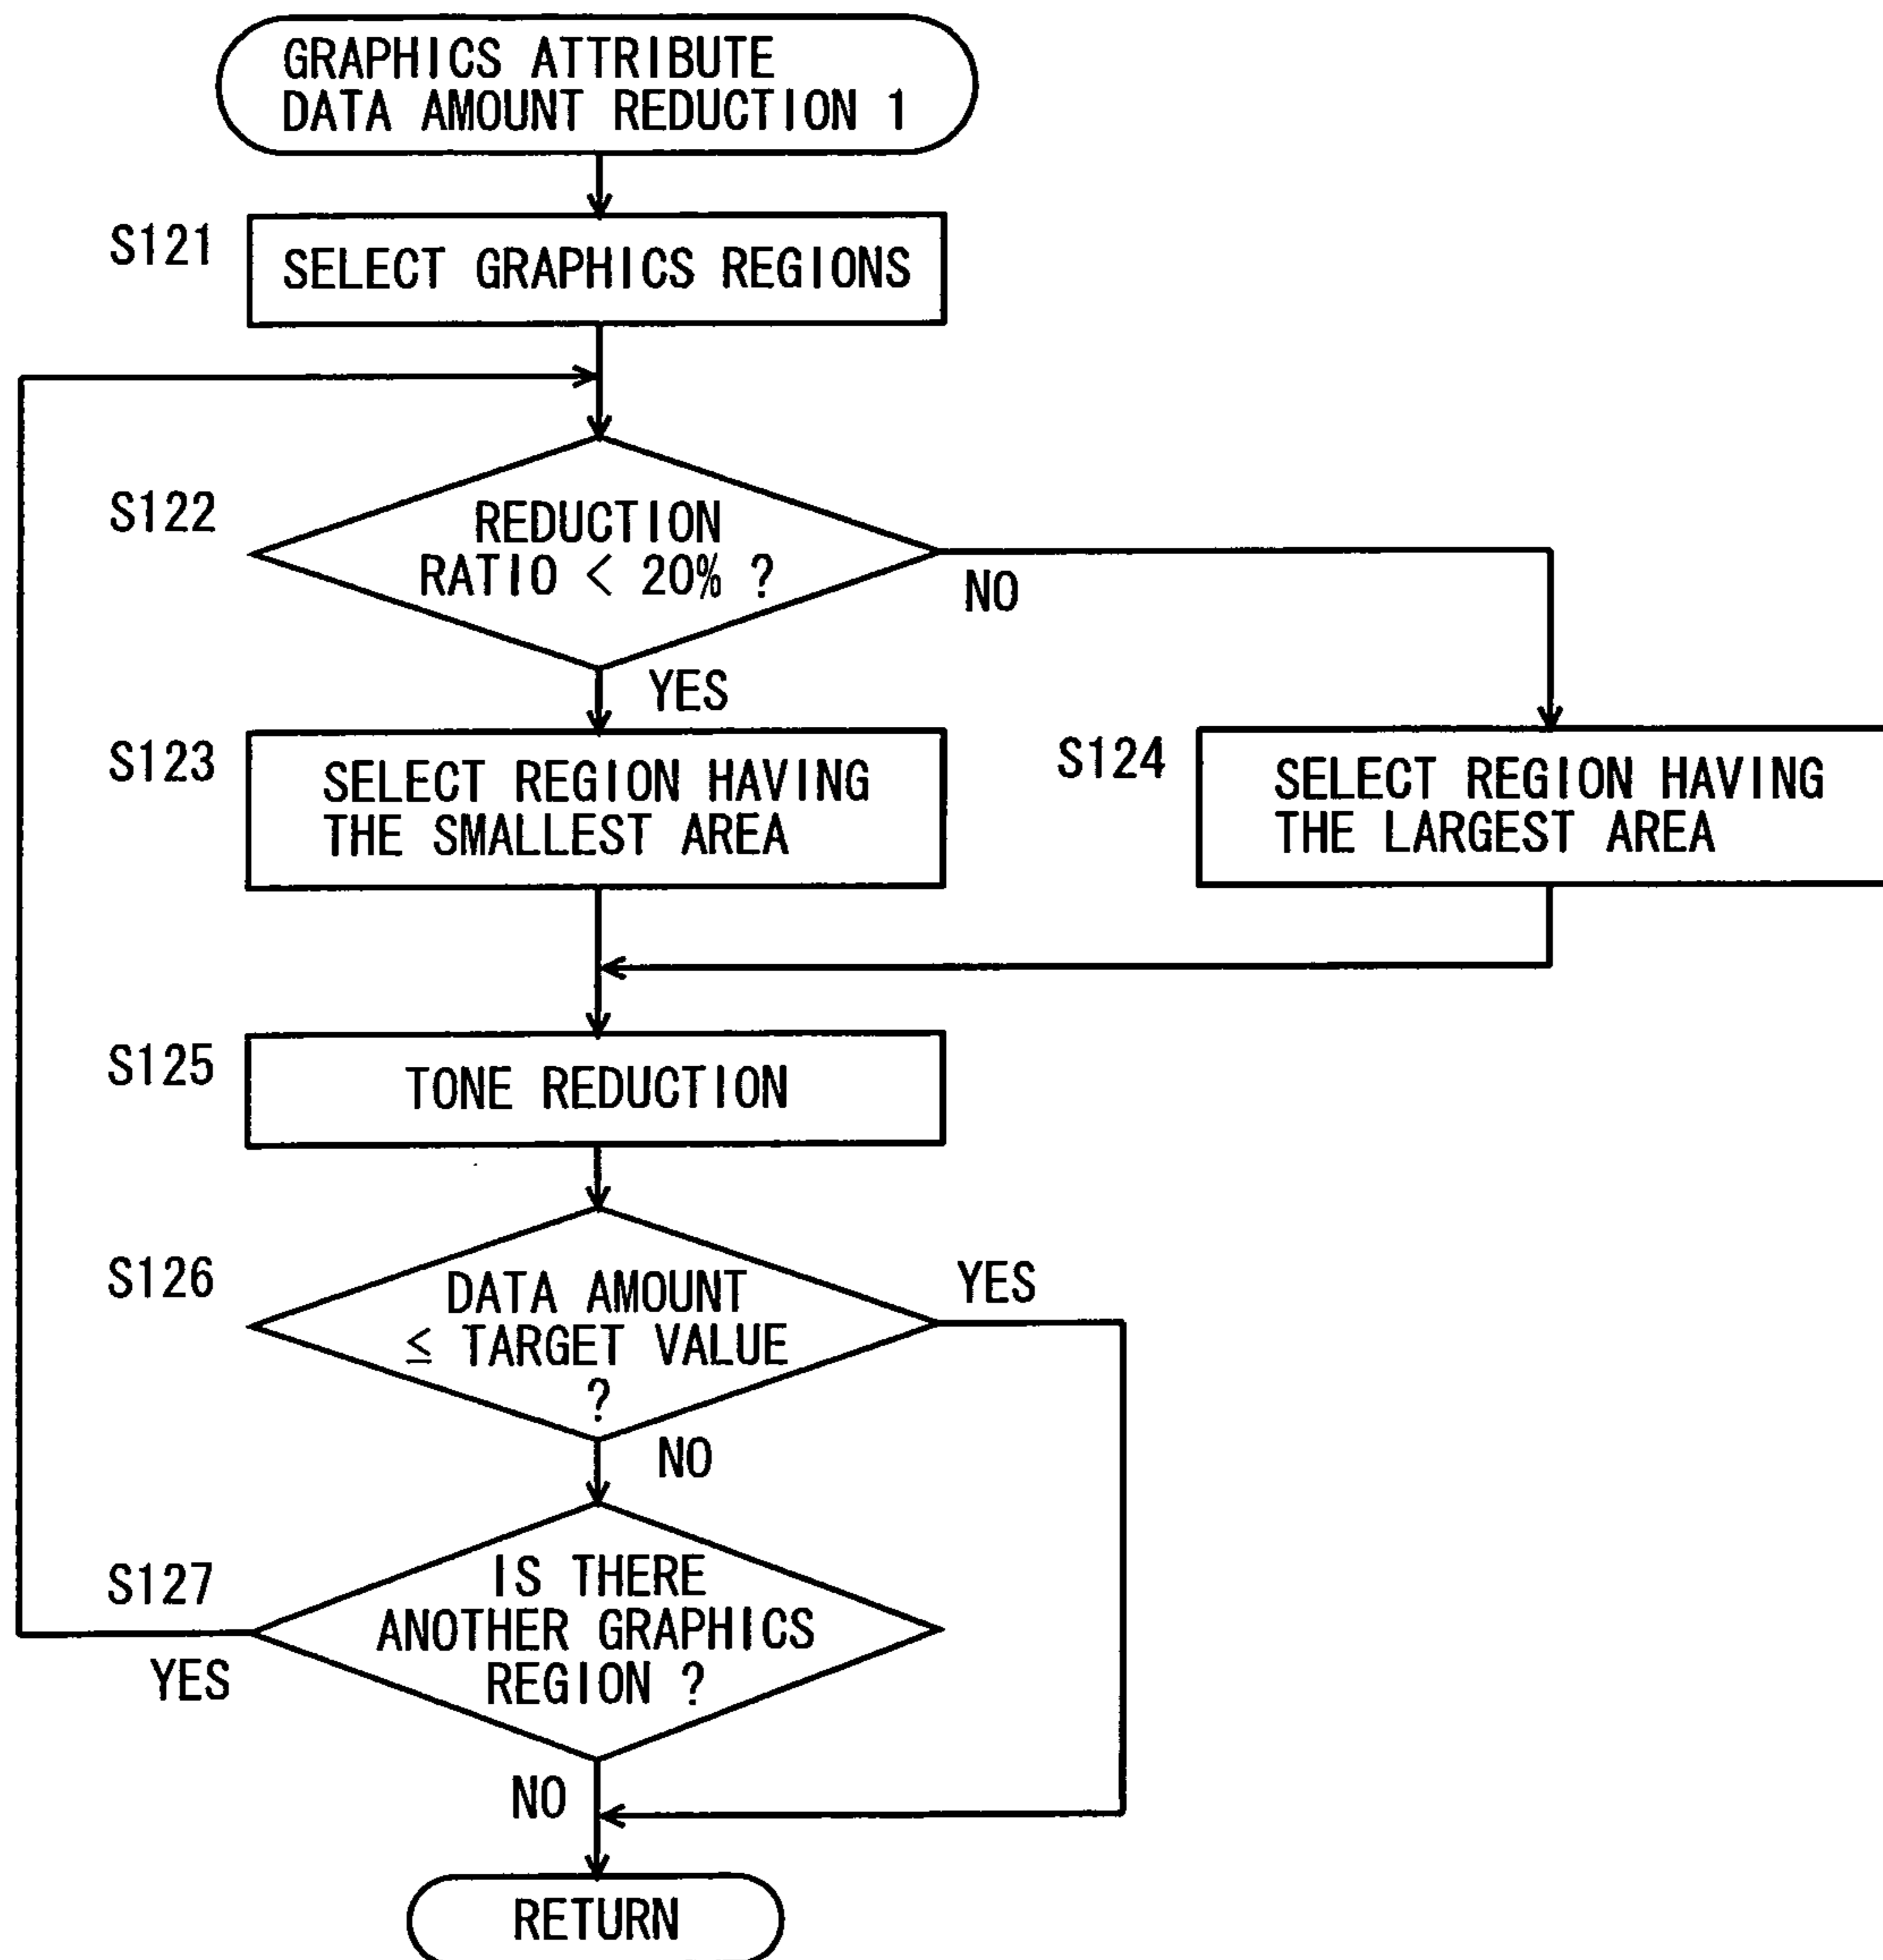 GRAPHICS ATTRIBUTE
DATA AMOUNT REDUCTION 1
S121
SELECT GRAPHICS REGIONS
S122
REDUCTION
RATIO < 20% ?
NO
YES
S123
SELECT REGION HAVING
THE SMALLEST AREA
S124
SELECT REGION HAVING
THE LARGEST AREA
S125
TONE REDUCTION
S126
DATA AMOUNT
≤ TARGET VALUE
?
YES
NO
S127
IS THERE
ANOTHER GRAPHICS
REGION ?
YES
NO
RETURN